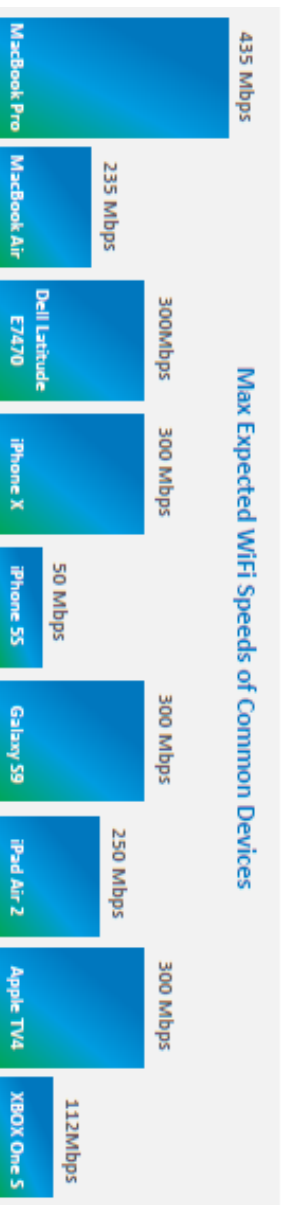 Max Expected WiFi Speeds of Common Devices
435 Mbps
235 Mbps
300Mbps
300 Mbps
50 Mbps
300 Mbps
250 Mbps
300 Mbps
112Mbps
MacBook Pro
MacBook Air
Dell Latitude
E7470
iPhone X
iPhone 5S
Galaxy S9
iPad Air 2
Apple TV4
XBOX One S